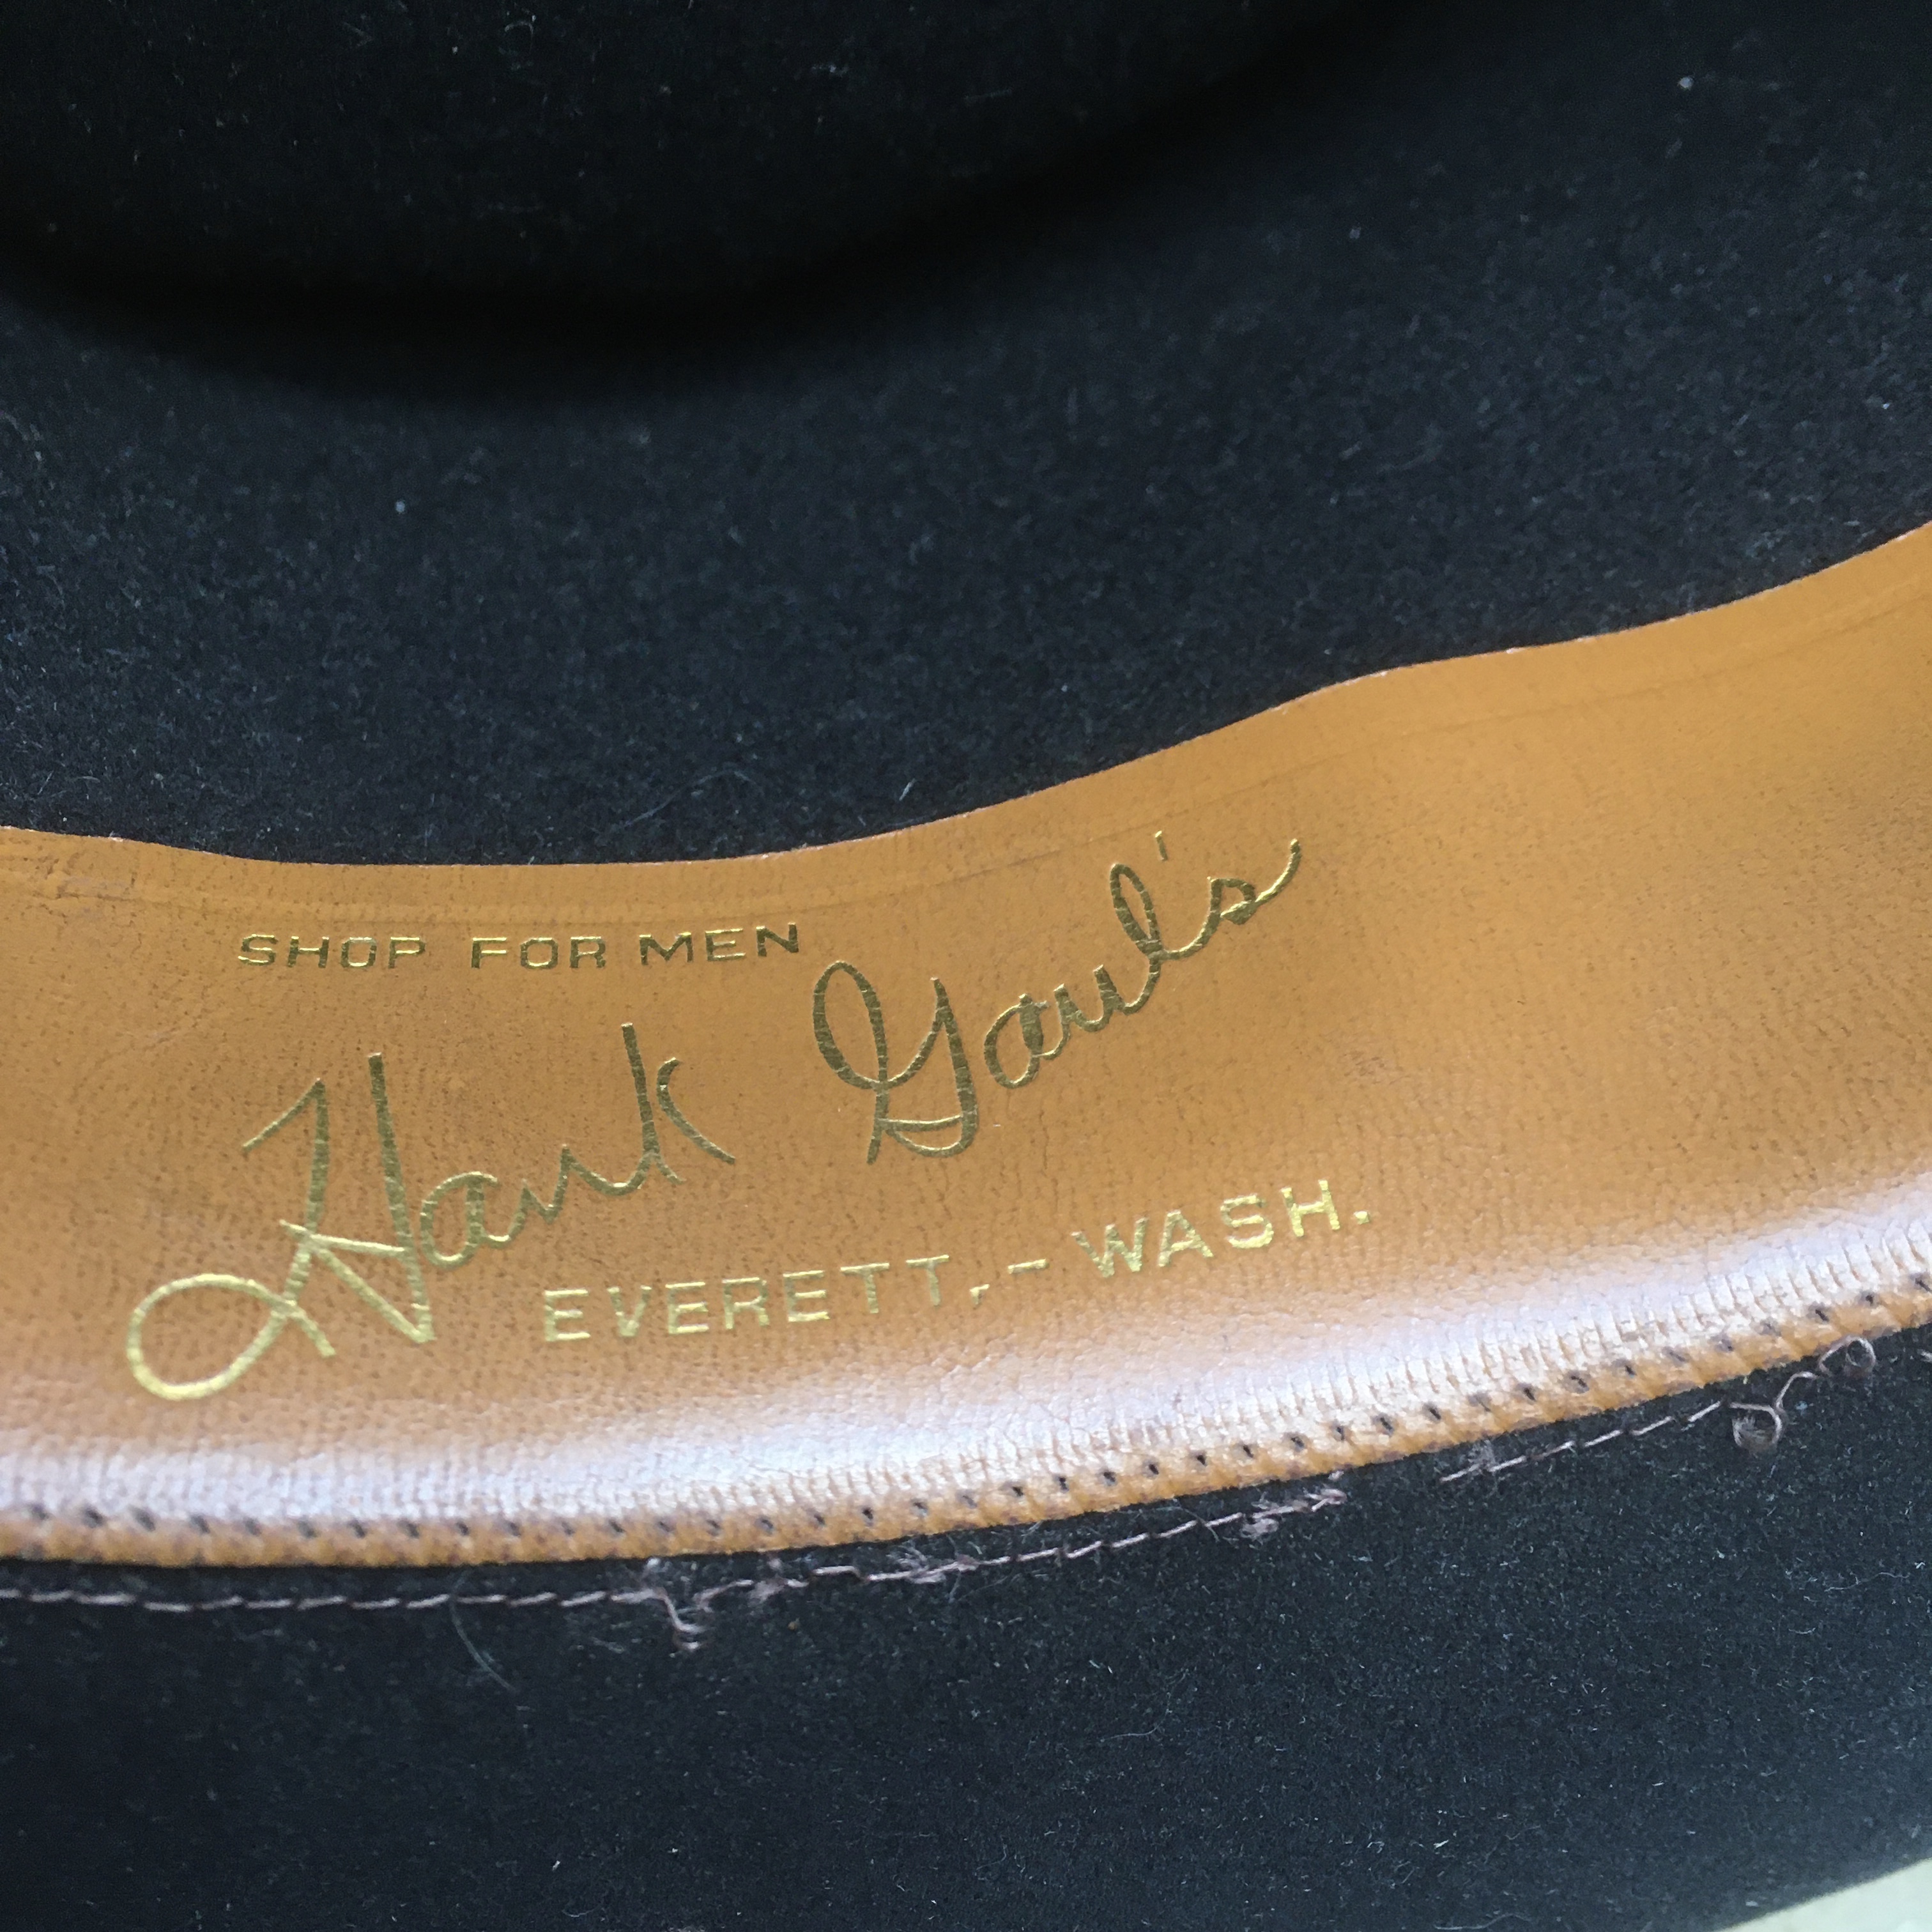 SHOP FOR MEN
Hank Gaul's
EVERETT,-WASH.